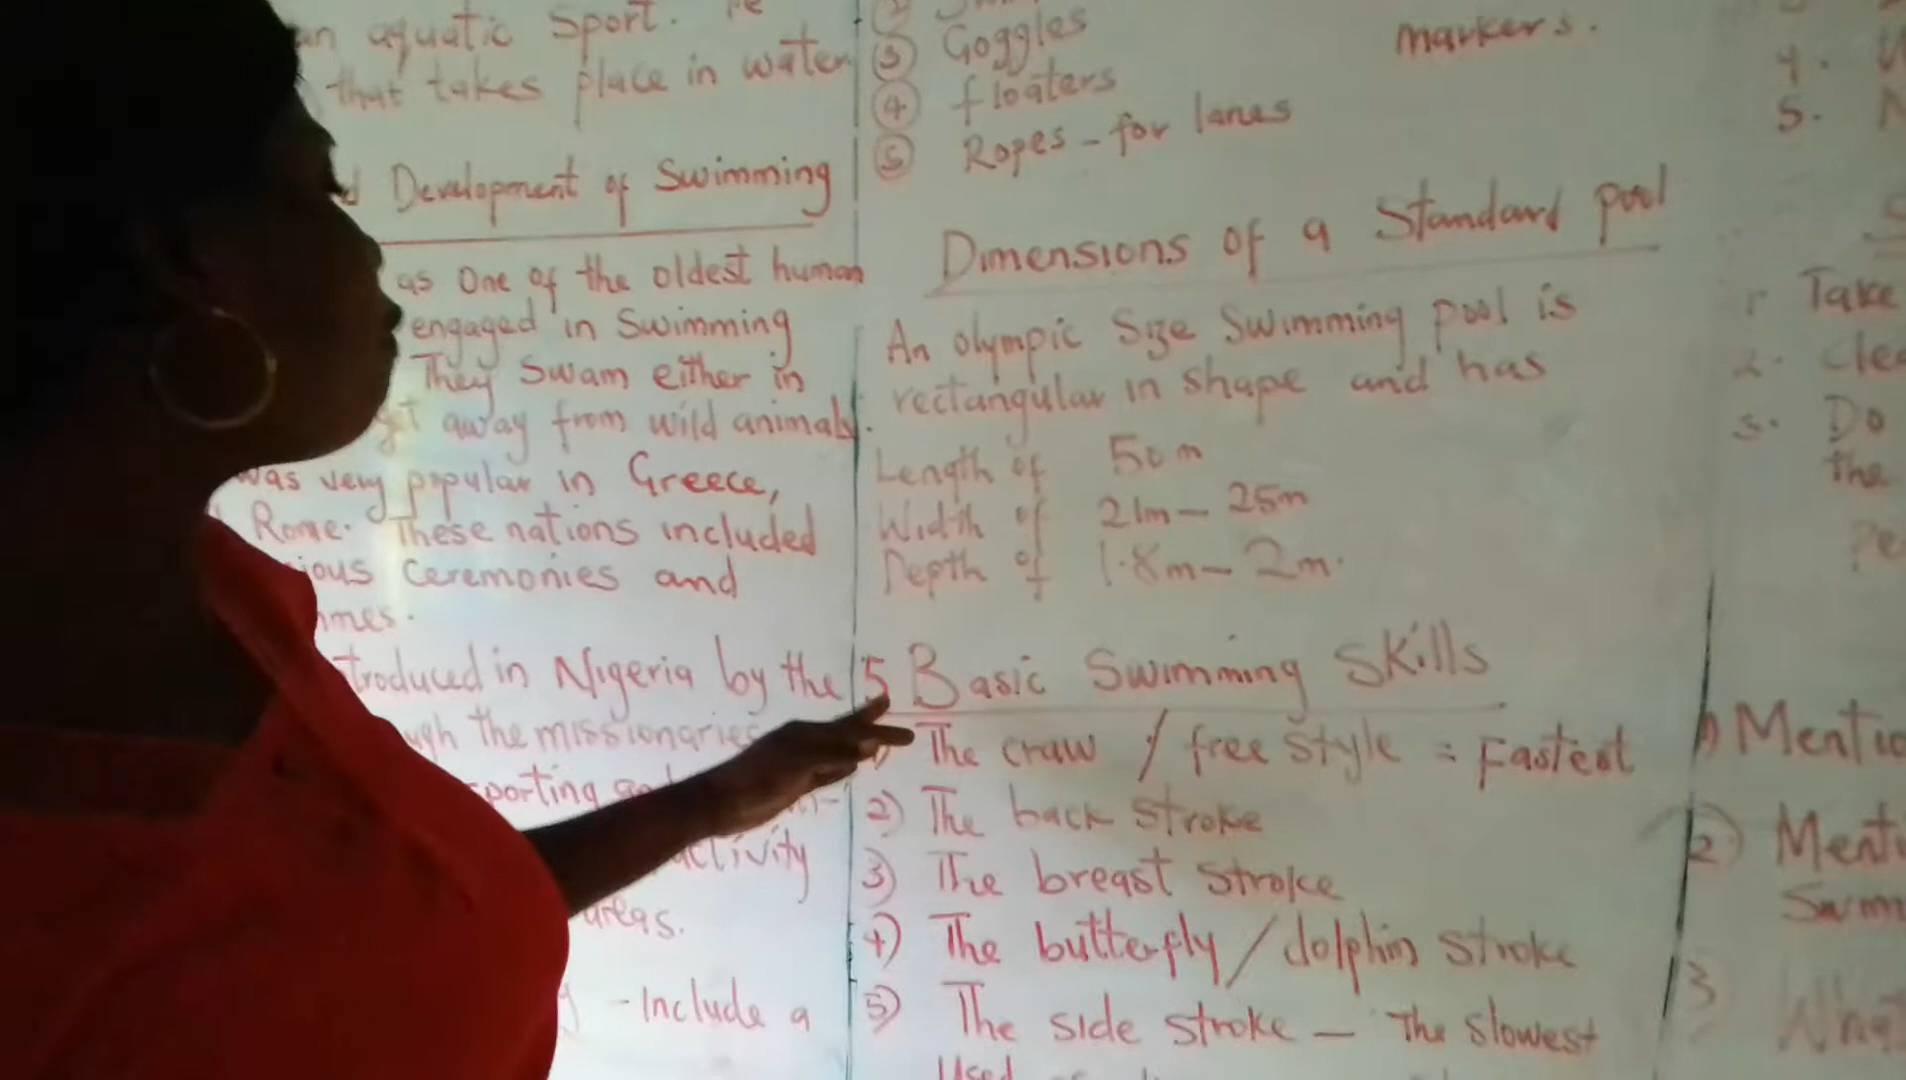 an aquatic sport.
that takes place in water
Development of Swimming
as one of the oldest human
engaged in Swimming
They Swam either in
away from wild animals.
was very popular in Greece,
Rome. These nations included
ious Ceremonies and
mes.
troduced in Nigeria by the
ugh the missionaries
porting
activity
areas.
- Include a
3 Goggles
4 floaters
5 Ropes - for lanes
markers.
Dimensions of a Standard pool
An olympic Size Swimming pool is
rectangular in shape and has
Length of 50m
Width of 21m - 25m
Depth of 1.8m - 2m.
5 Basic Swimming Skills
The craw / free style = Fastest
2) The back stroke
3) The breast stroke
4) The butterfly / dolphin stroke
5) The side stroke - The slowest
Used
4.
5.
Take
2. Clea
3. Do
the
1) Mentio
2) Menti
Swim
3 What